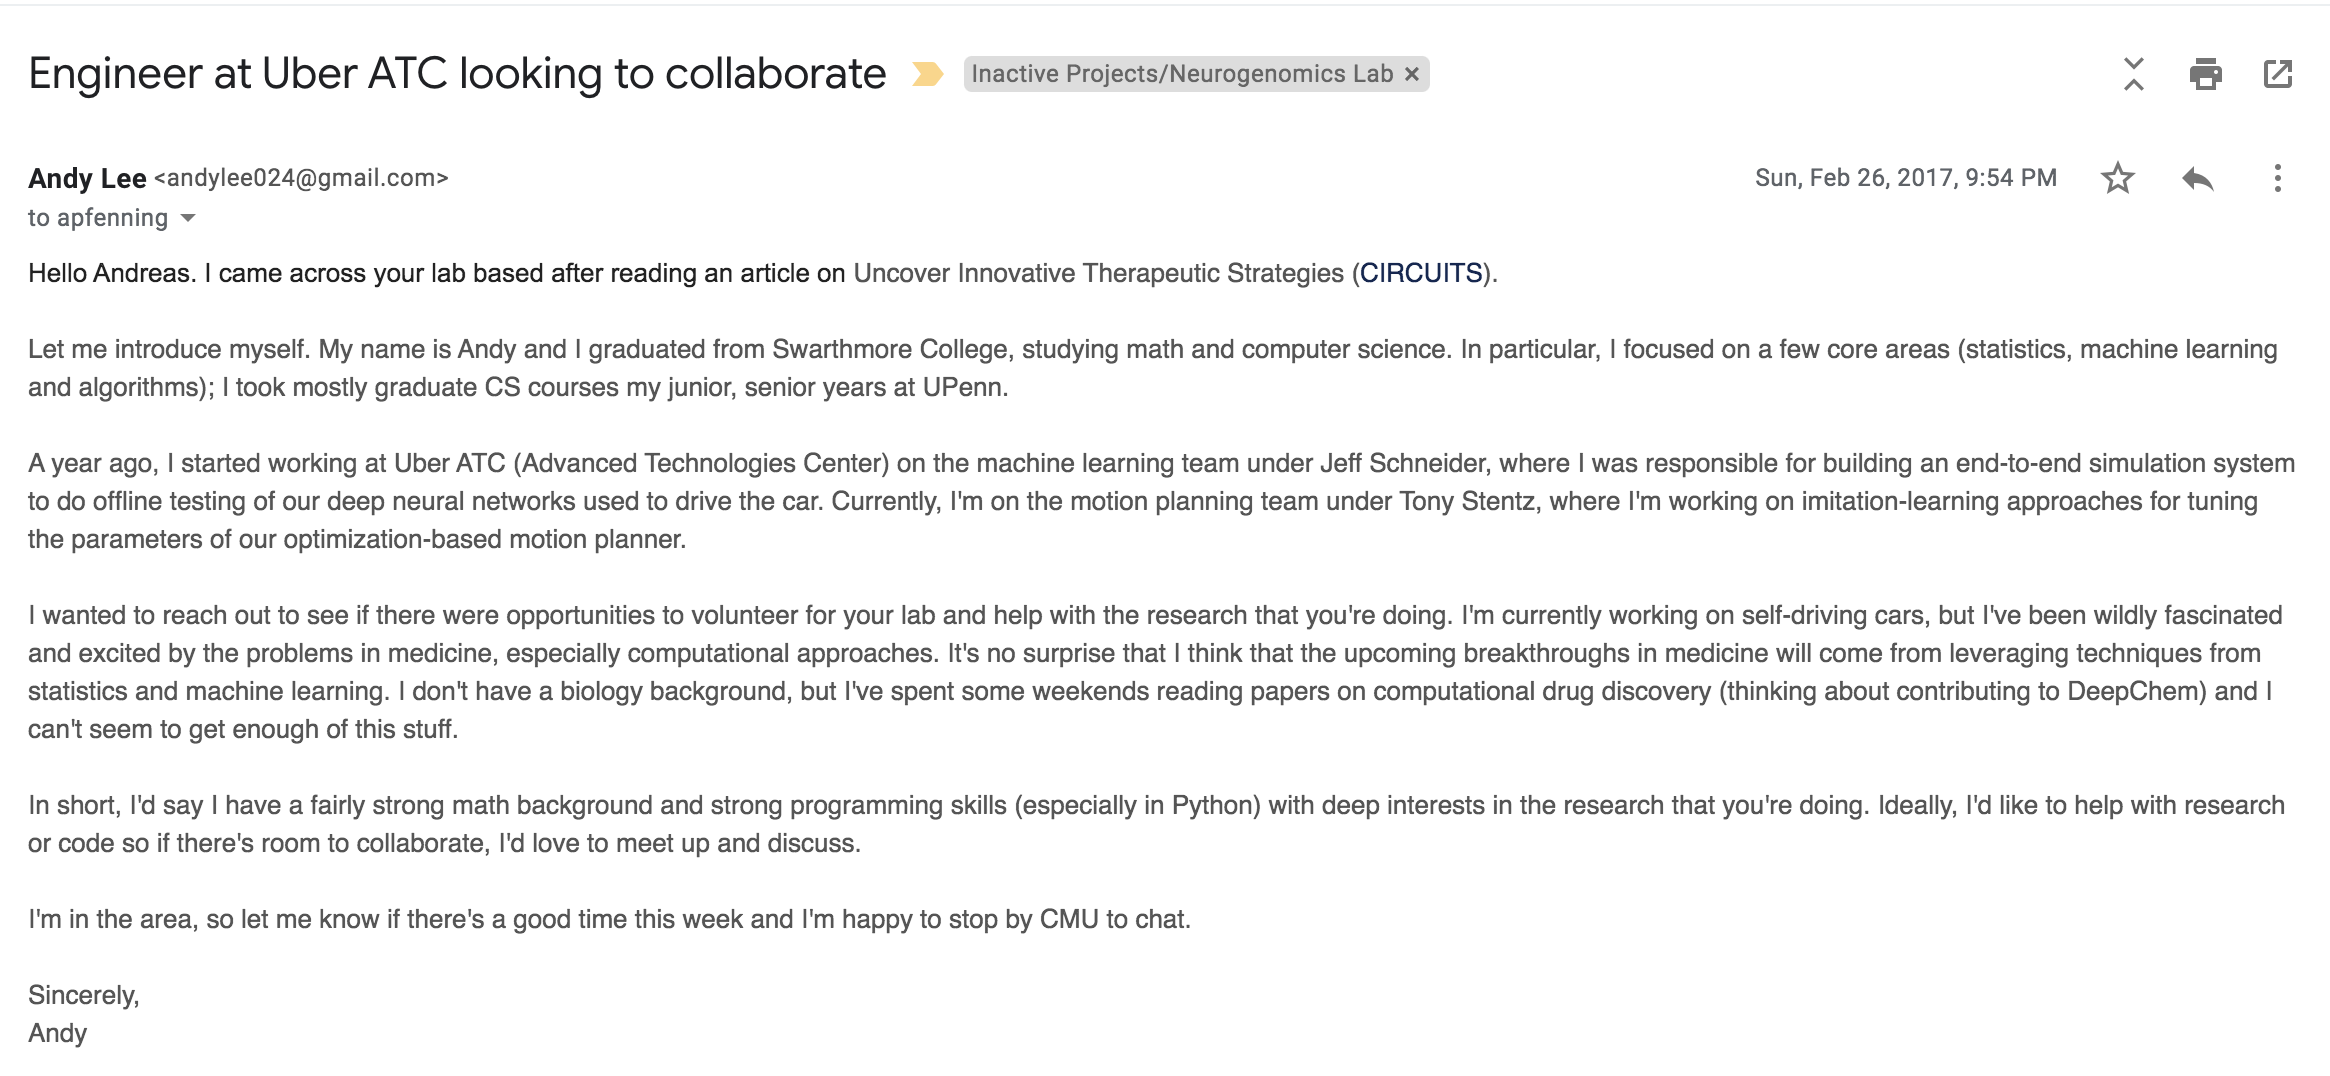 Engineer at Uber ATC looking to collaborate Inactive Projects/Neurogenomics Lab ×
Andy Lee <andylee024@gmail.com> Sun, Feb 26, 2017, 9:54 PM
to apfenning
Hello Andreas. I came across your lab based after reading an article on Uncover Innovative Therapeutic Strategies (CIRCUITS).
Let me introduce myself. My name is Andy and I graduated from Swarthmore College, studying math and computer science. In particular, I focused on a few core areas (statistics, machine learning
and algorithms); I took mostly graduate CS courses my junior, senior years at UPenn.
A year ago, I started working at Uber ATC (Advanced Technologies Center) on the machine learning team under Jeff Schneider, where I was responsible for building an end-to-end simulation system
to do offline testing of our deep neural networks used to drive the car. Currently, I'm on the motion planning team under Tony Stentz, where I'm working on imitation-learning approaches for tuning
the parameters of our optimization-based motion planner.
I wanted to reach out to see if there were opportunities to volunteer for your lab and help with the research that you're doing. I'm currently working on self-driving cars, but I've been wildly fascinated
and excited by the problems in medicine, especially computational approaches. It's no surprise that I think that the upcoming breakthroughs in medicine will come from leveraging techniques from
statistics and machine learning. I don't have a biology background, but I've spent some weekends reading papers on computational drug discovery (thinking about contributing to DeepChem) and I
can't seem to get enough of this stuff.
In short, I'd say I have a fairly strong math background and strong programming skills (especially in Python) with deep interests in the research that you're doing. Ideally, I'd like to help with research
or code so if there's room to collaborate, I'd love to meet up and discuss.
I'm in the area, so let me know if there's a good time this week and I'm happy to stop by CMU to chat.
Sincerely,
Andy